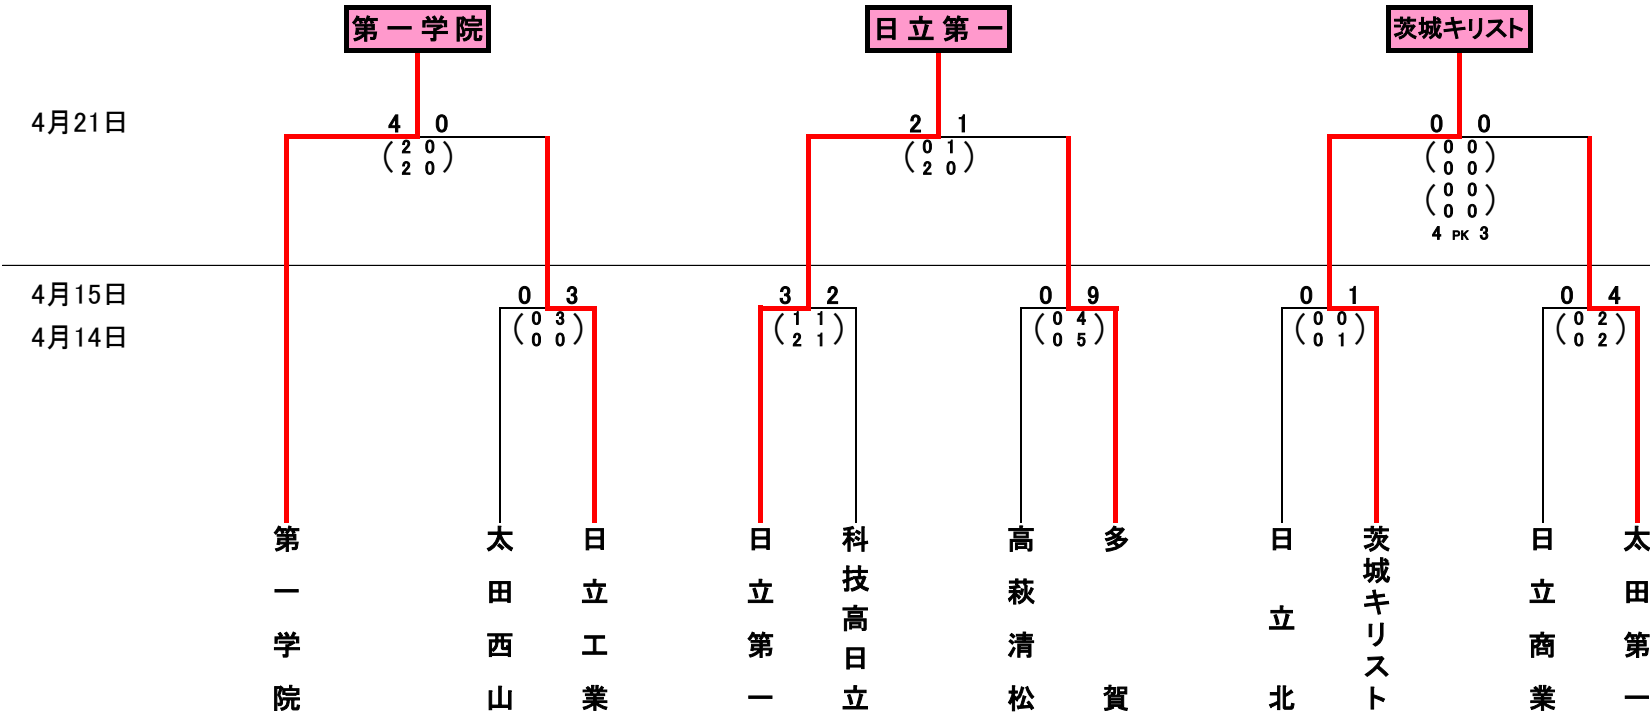 第一学院 日立第一 茨城キリスト
4月21日
4 0 2 1 0 0
(2 0) (0 1) (0 0)
(2 0) (2 0) (0 0)
(0 0)
(0 0)
4 PK 3
4月15日
0 3 3 2 0 9 0 1 0 4
4月14日
(0 3) (1 1) (0 4) (0 0) (0 2)
(0 0) (2 1) (0 5) (0 1) (0 2)
第一学院
太田西山
日立工業
日立第一
科技高日立
高萩清松
多賀
日立北
茨城キリスト
日立商業
太田第一